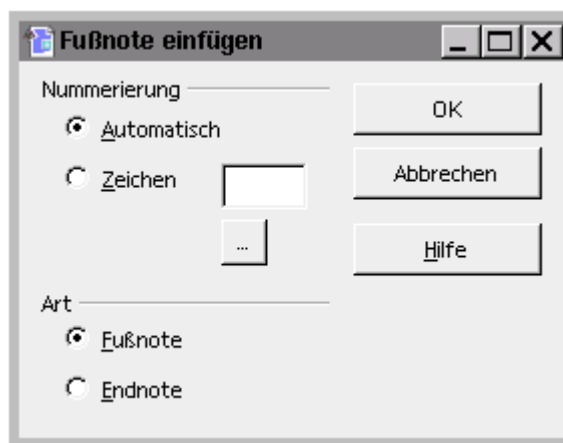 Fußnote einfügen
Nummerierung
Automatisch
Zeichen
...
Art
Fußnote
Endnote
OK
Abbrechen
Hilfe